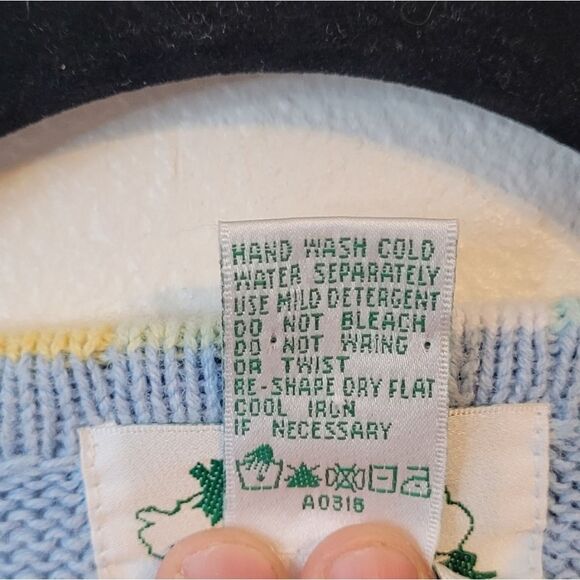 HAND WASH COLD
WATER SEPARATELY
USE MILD DETERGENT
DO NOT BLEACH
DO · NOT WRING ·
OR TWIST
RE-SHAPE DRY FLAT
COOL IRON
IF NECESSARY
A0316